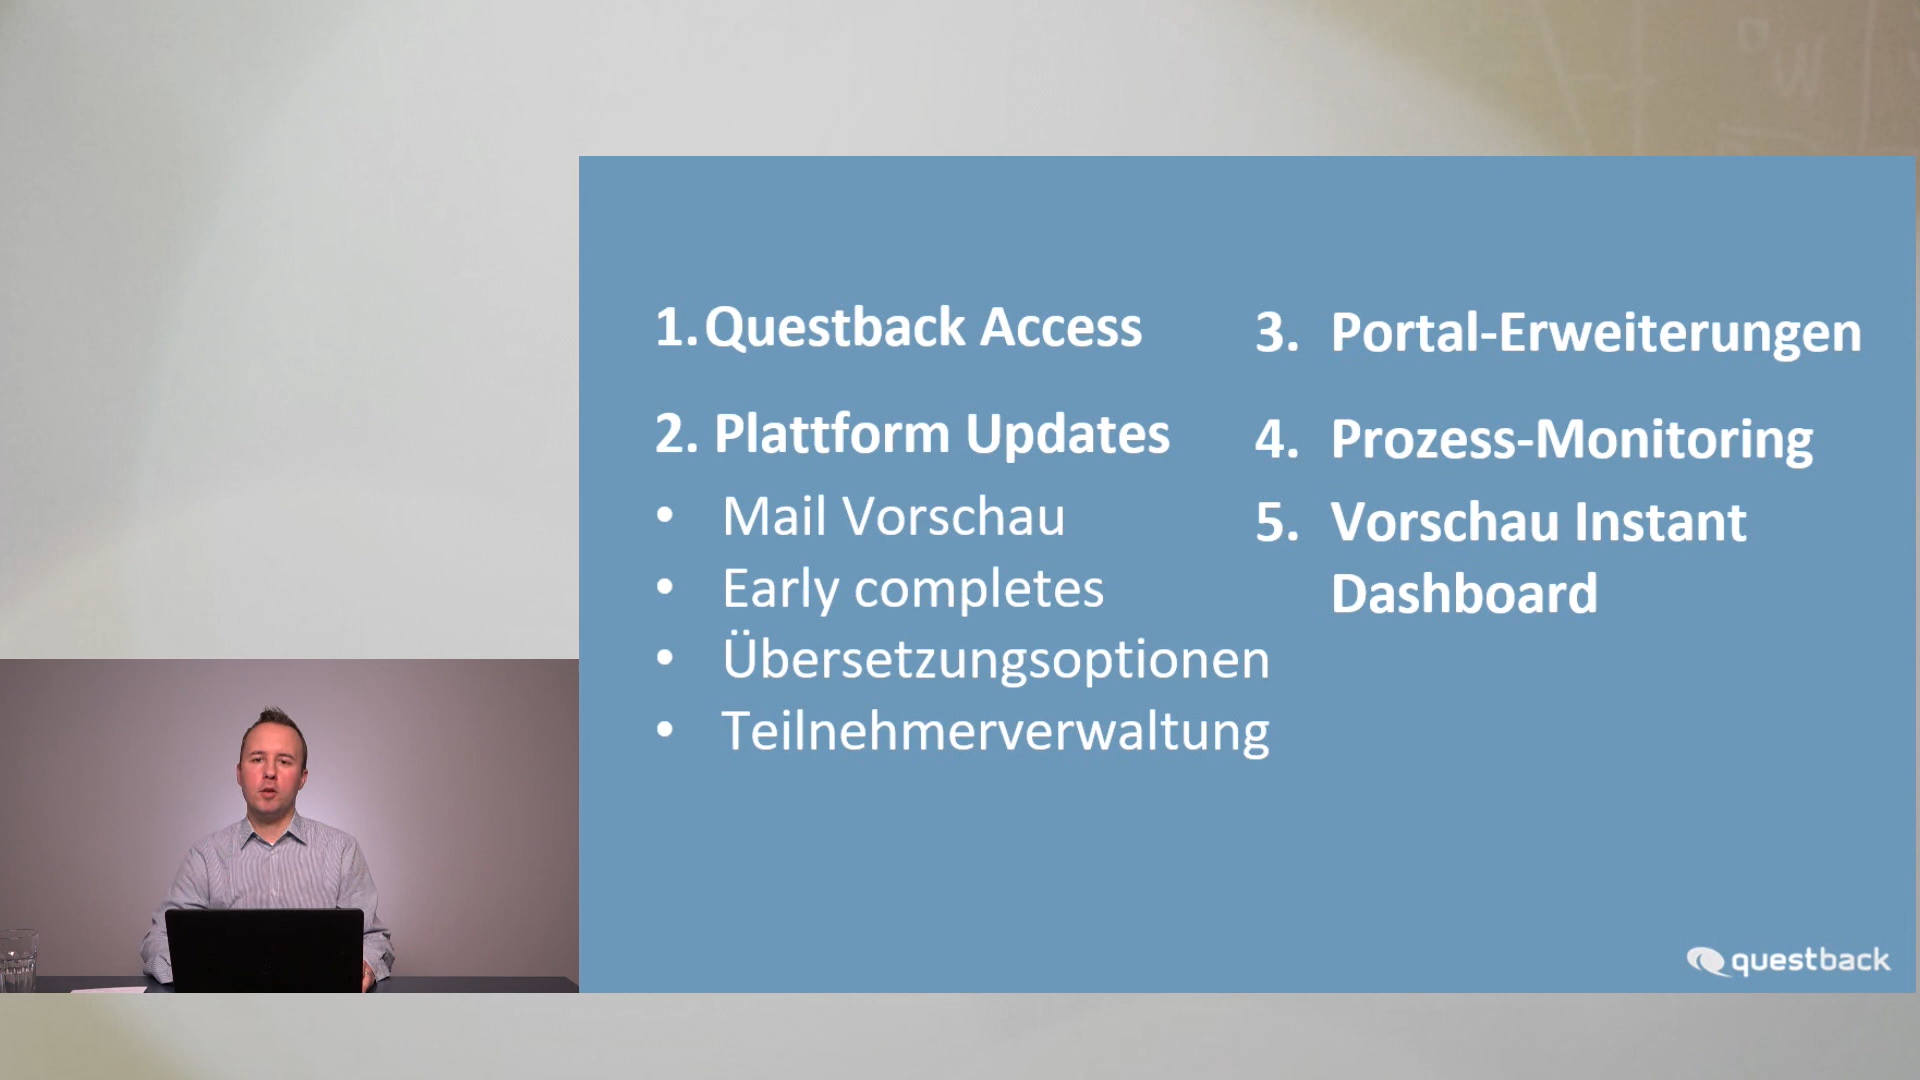 1. Questback Access
2. Plattform Updates
• Mail Vorschau
• Early completes
• Übersetzungsoptionen
• Teilnehmerverwaltung
3. Portal-Erweiterungen
4. Prozess-Monitoring
5. Vorschau Instant
Dashboard
questback
W